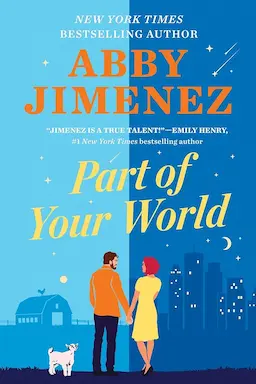 NEW YORK TIMES
BESTSELLING AUTHOR
ABBY
JIMENEZ
"JIMENEZ IS A TRUE TALENT!"—EMILY HENRY,
#1 New York Times bestselling author
Part of
Your World